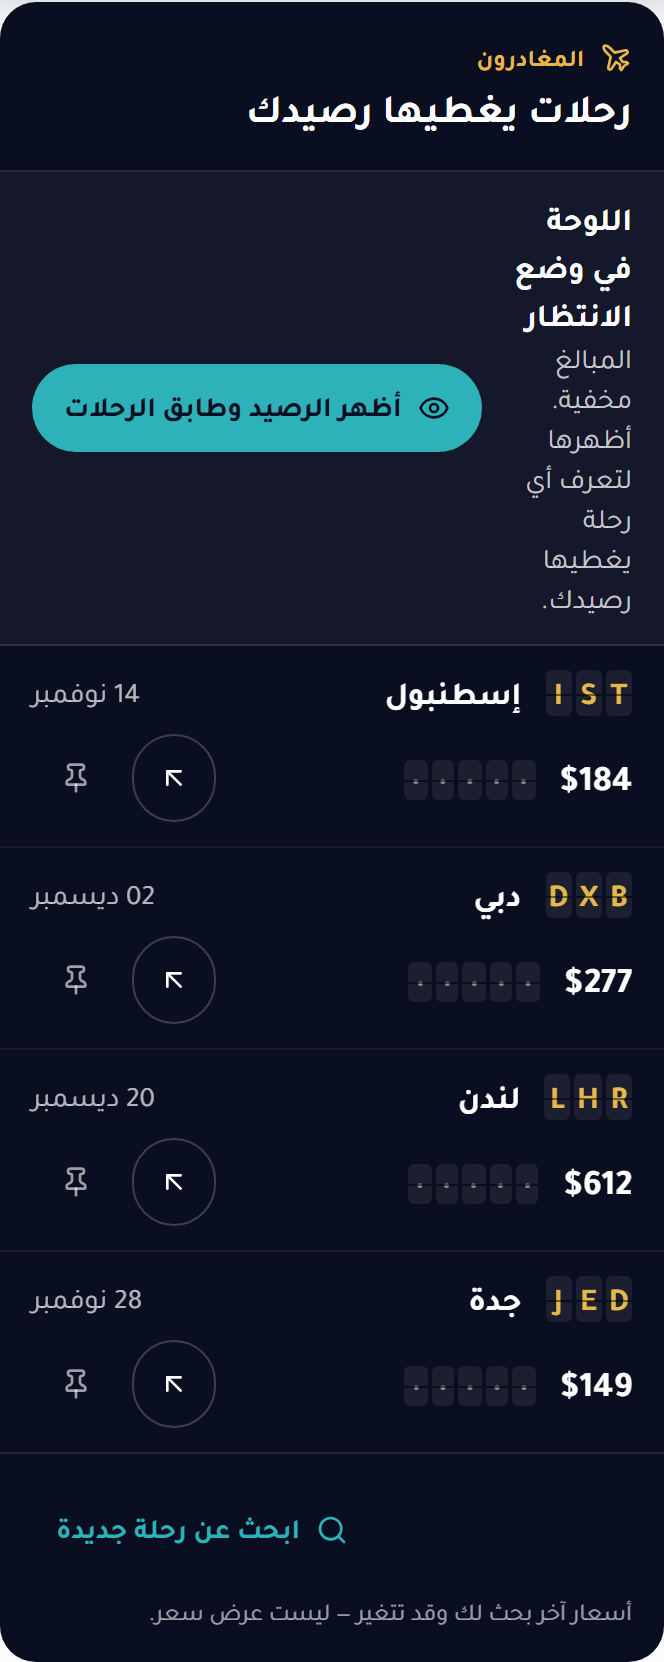 المغادرون
رحلات يغطيها رصيدك
اللوحة
في وضع
الانتظار
المبالغ
مخفية.
أظهرها
لتعرف أي
رحلة
يغطيها
رصيدك.
أظهر الرصيد وطابق الرحلات
IST إسطنبول 14 نوفمبر
$184 · · · · ·
DXB دبي 02 ديسمبر
$277 · · · · ·
LHR لندن 20 ديسمبر
$612 · · · · ·
JED جدة 28 نوفمبر
$149 · · · · ·
ابحث عن رحلة جديدة
أسعار آخر بحث لك وقد تتغير – ليست عرض سعر.